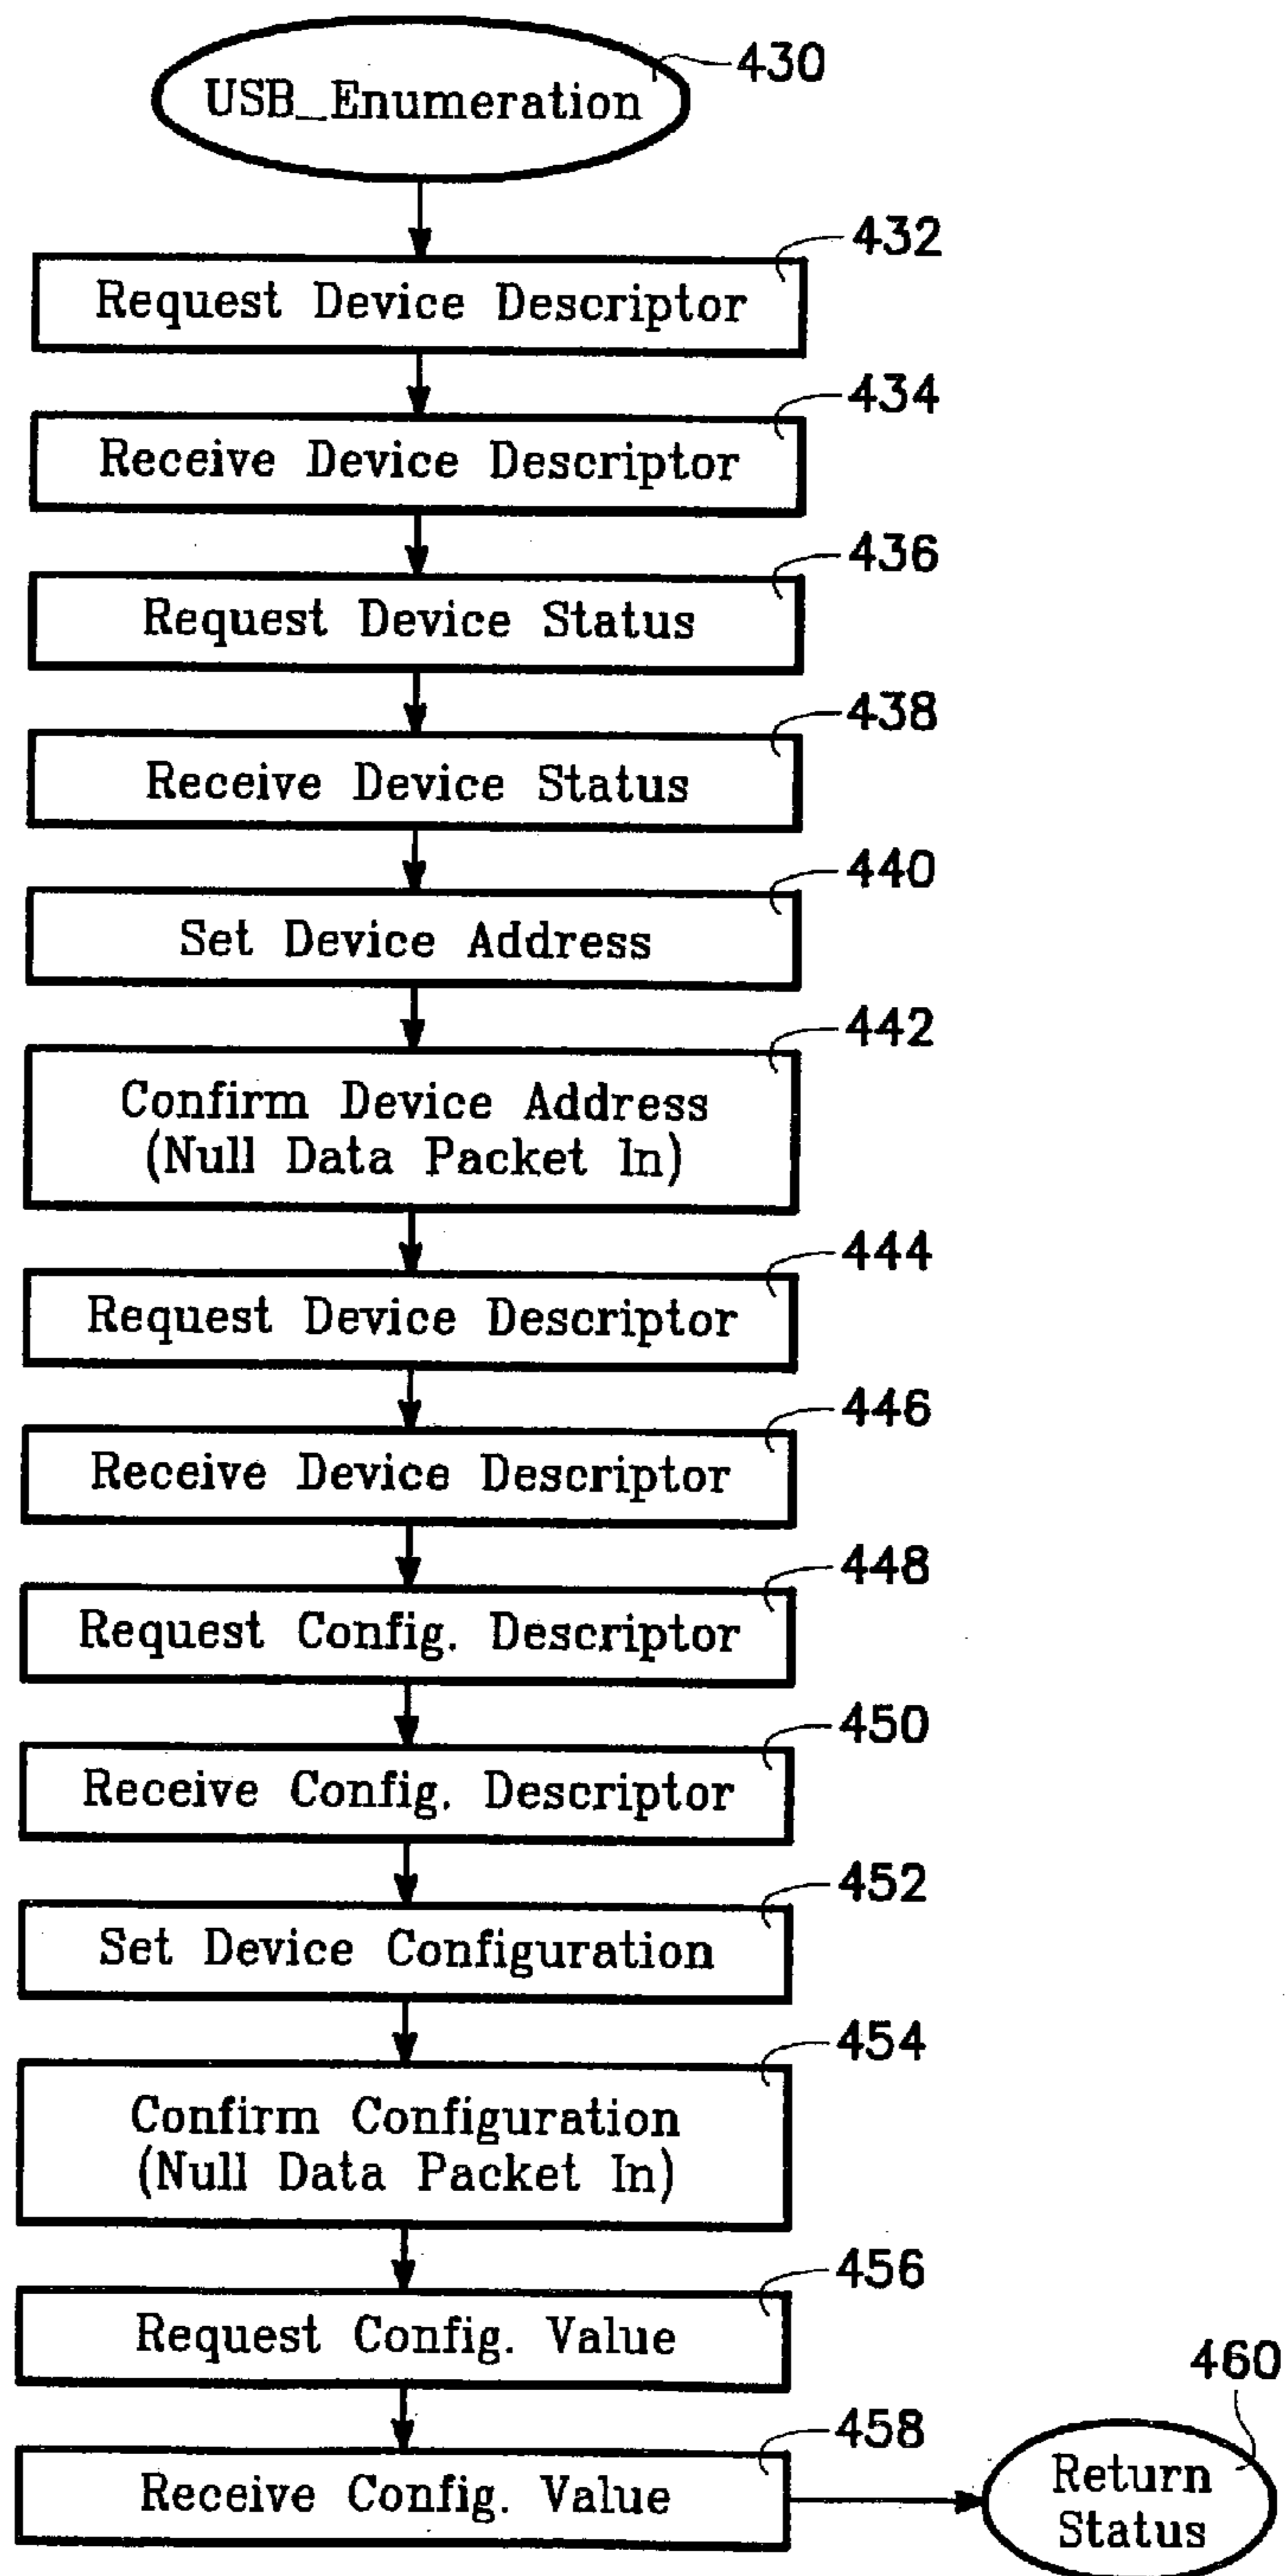 USB_Enumeration
430
432
Request Device Descriptor
434
Receive Device Descriptor
436
Request Device Status
438
Receive Device Status
440
Set Device Address
442
Confirm Device Address
(Null Data Packet In)
444
Request Device Descriptor
446
Receive Device Descriptor
448
Request Config. Descriptor
450
Receive Config. Descriptor
452
Set Device Configuration
454
Confirm Configuration
(Null Data Packet In)
456
Request Config. Value
458
Receive Config. Value
460
Return
Status